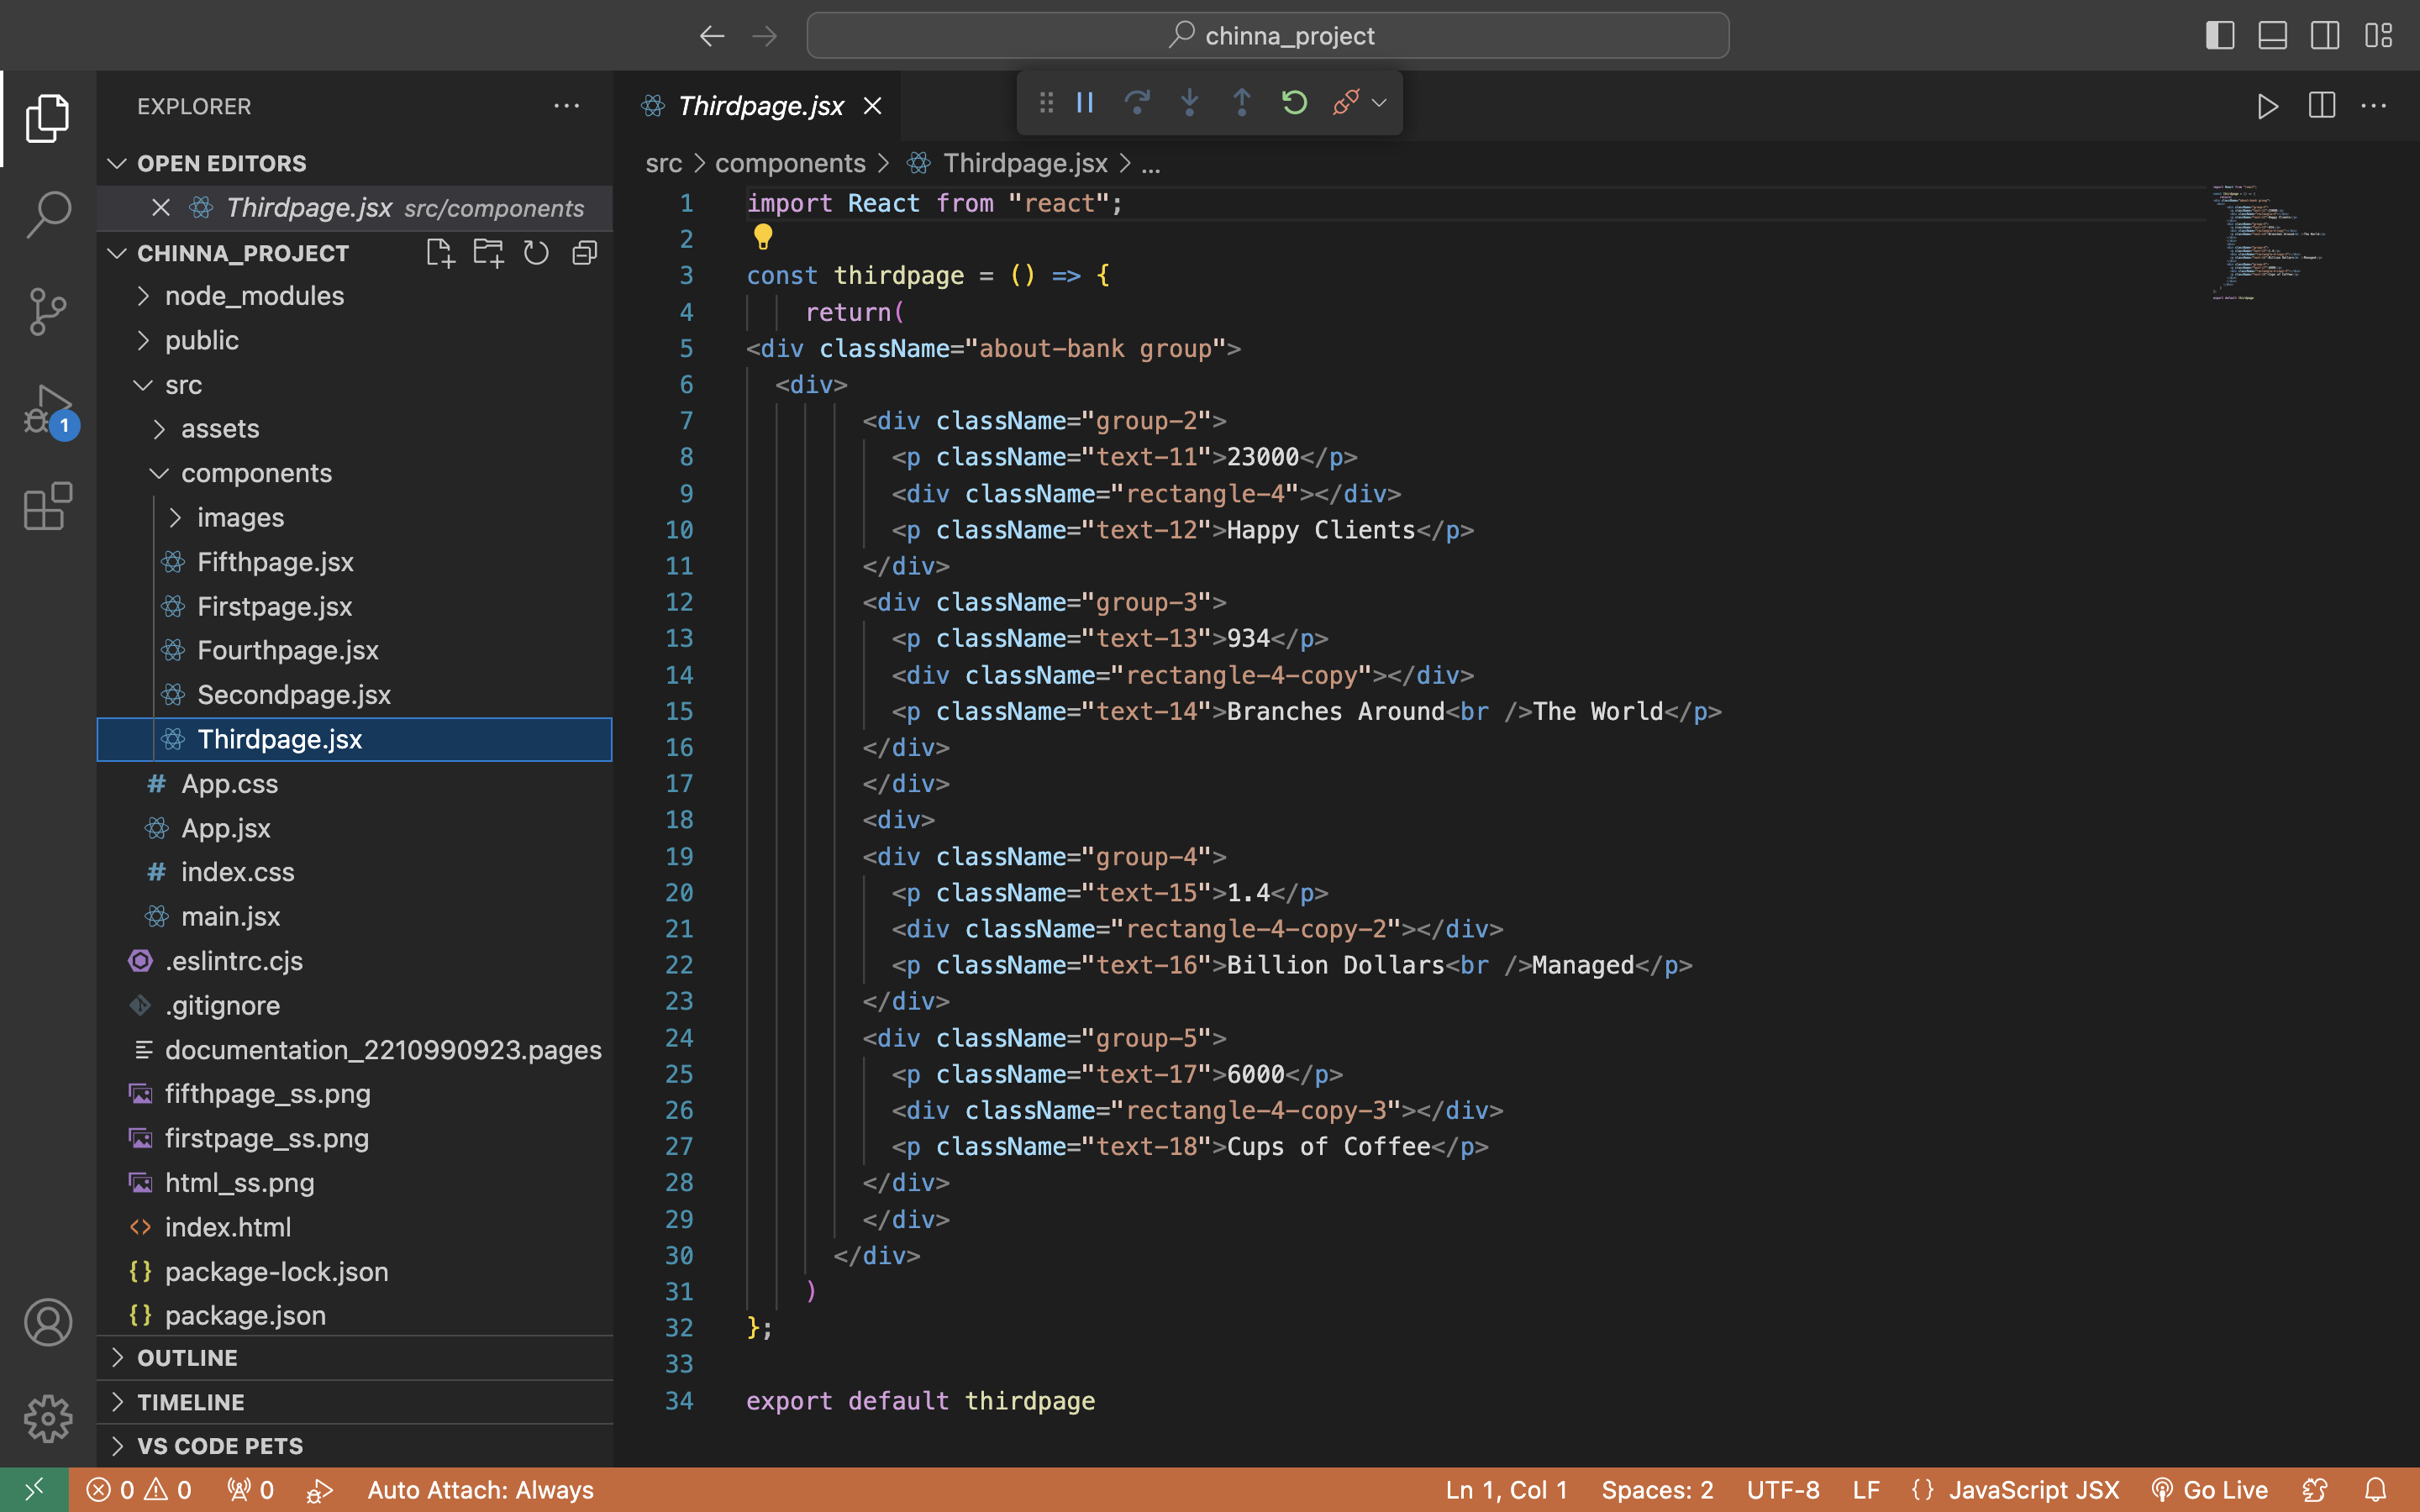 chinna_project
EXPLORER
OPEN EDITORS
Thirdpage.jsx src/components
CHINNA_PROJECT
node_modules
public
src
assets
components
images
Fifthpage.jsx
Firstpage.jsx
Fourthpage.jsx
Secondpage.jsx
Thirdpage.jsx
App.css
App.jsx
index.css
main.jsx
.eslintrc.cjs
.gitignore
documentation_2210990923.pages
fifthpage_ss.png
firstpage_ss.png
html_ss.png
index.html
package-lock.json
package.json
OUTLINE
TIMELINE
VS CODE PETS
1
Thirdpage.jsx
src > components > Thirdpage.jsx > ...
1 import React from "react";
2
3 const thirdpage = () => {
4 return(
5 <div className="about-bank group">
6 <div>
7 <div className="group-2">
8 <p className="text-11">23000</p>
9 <div className="rectangle-4"></div>
10 <p className="text-12">Happy Clients</p>
11 </div>
12 <div className="group-3">
13 <p className="text-13">934</p>
14 <div className="rectangle-4-copy"></div>
15 <p className="text-14">Branches Around<br />The World</p>
16 </div>
17 </div>
18 <div>
19 <div className="group-4">
20 <p className="text-15">1.4</p>
21 <div className="rectangle-4-copy-2"></div>
22 <p className="text-16">Billion Dollars<br />Managed</p>
23 </div>
24 <div className="group-5">
25 <p className="text-17">6000</p>
26 <div className="rectangle-4-copy-3"></div>
27 <p className="text-18">Cups of Coffee</p>
28 </div>
29 </div>
30 </div>
31 )
32 };
33
34 export default thirdpage
0 0 0 Auto Attach: Always Ln 1, Col 1 Spaces: 2 UTF-8 LF {} JavaScript JSX Go Live